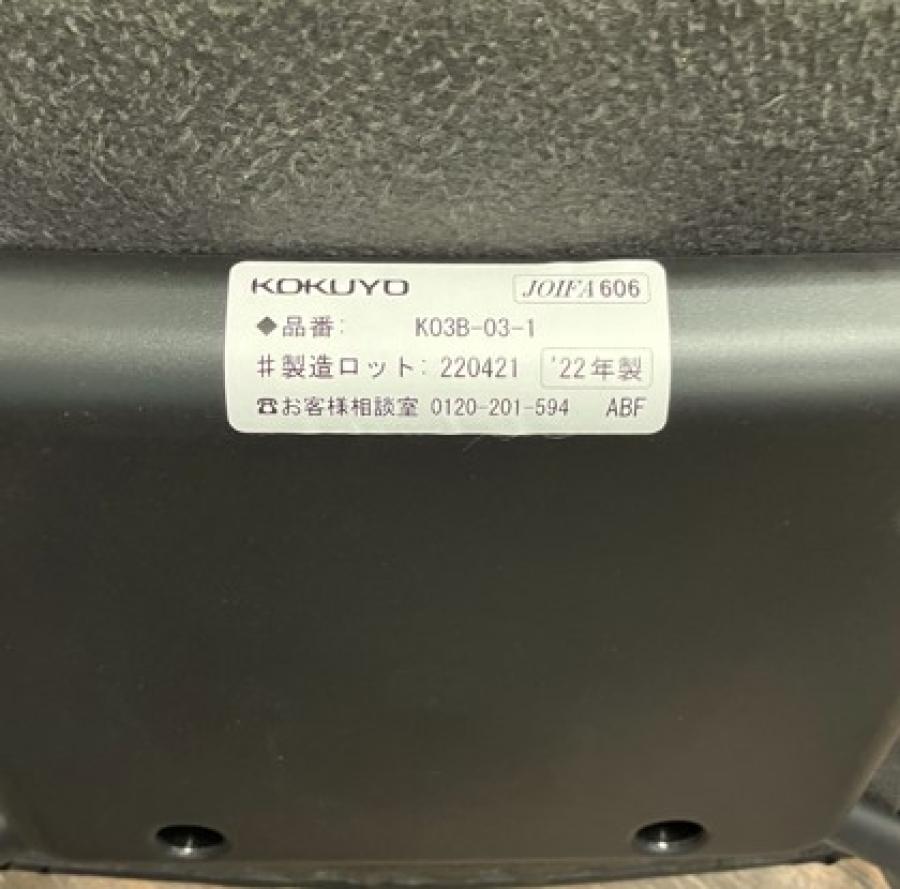 KOKUYO JOIFA606
◆品番: K03B-03-1
#製造ロット: 220421 '22年製
☎お客様相談室 0120-201-594 ABF